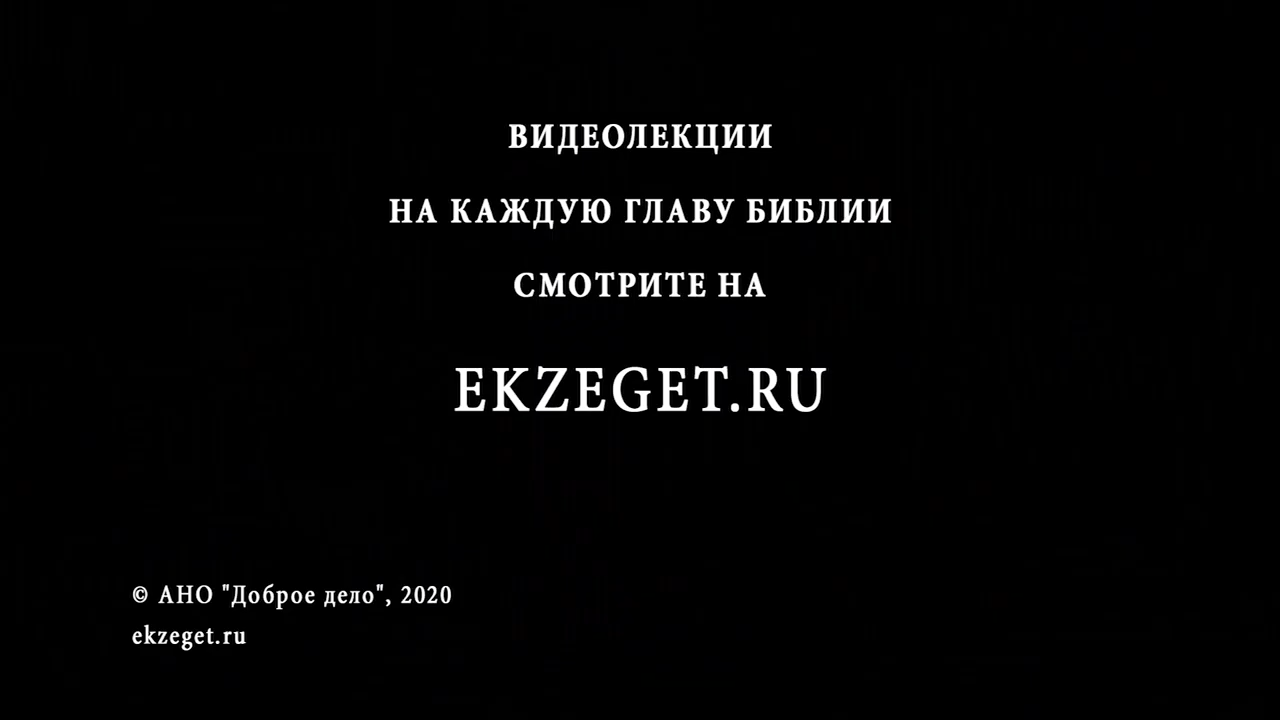 ВИДЕОЛЕКЦИИ
НА КАЖДУЮ ГЛАВУ БИБЛИИ
СМОТРИТЕ НА
EKZEGET.RU
© АНО "Доброе дело", 2020
ekzeget.ru